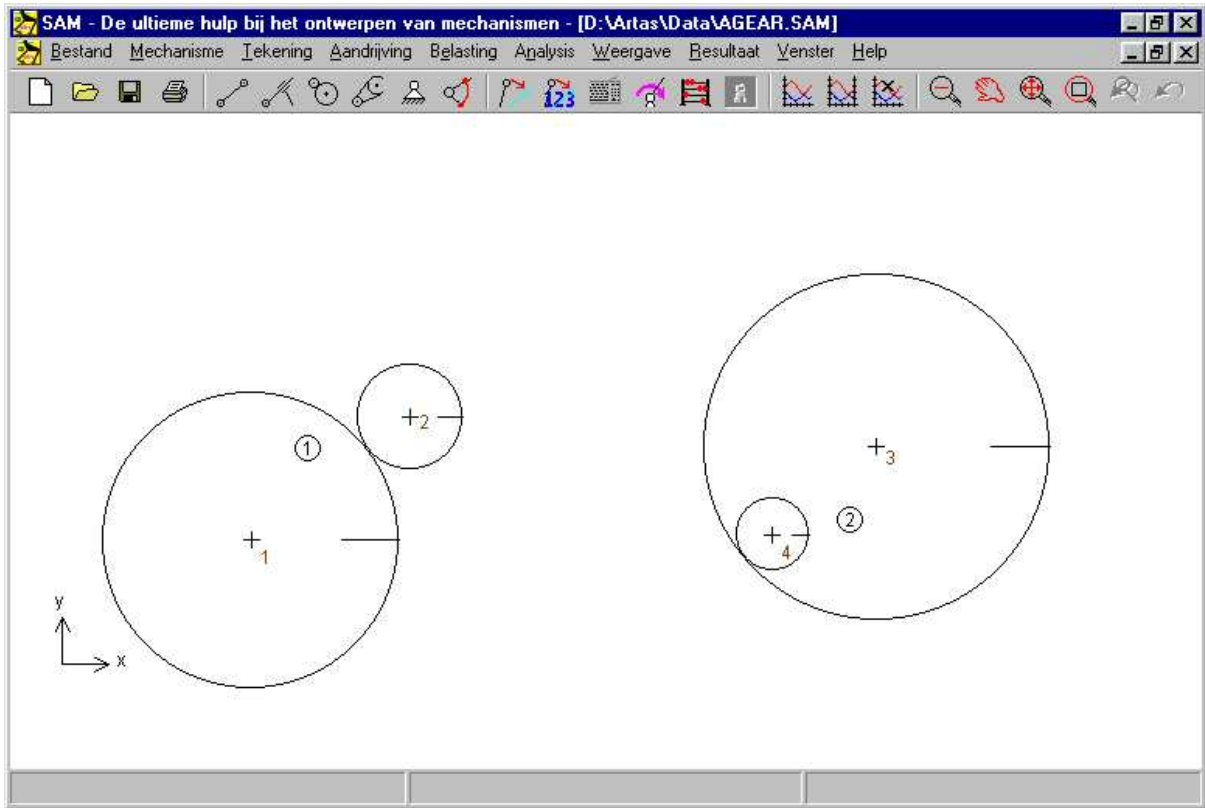 SAM - De ultieme hulp bij het ontwerpen van mechanismen - [D:\Artas\Data\AGEAR.SAM]
Bestand Mechanisme Tekening Aandrijving Belasting Analysis Weergave Resultaat Venster Help
123
2
1
3
2
4
1
y
x